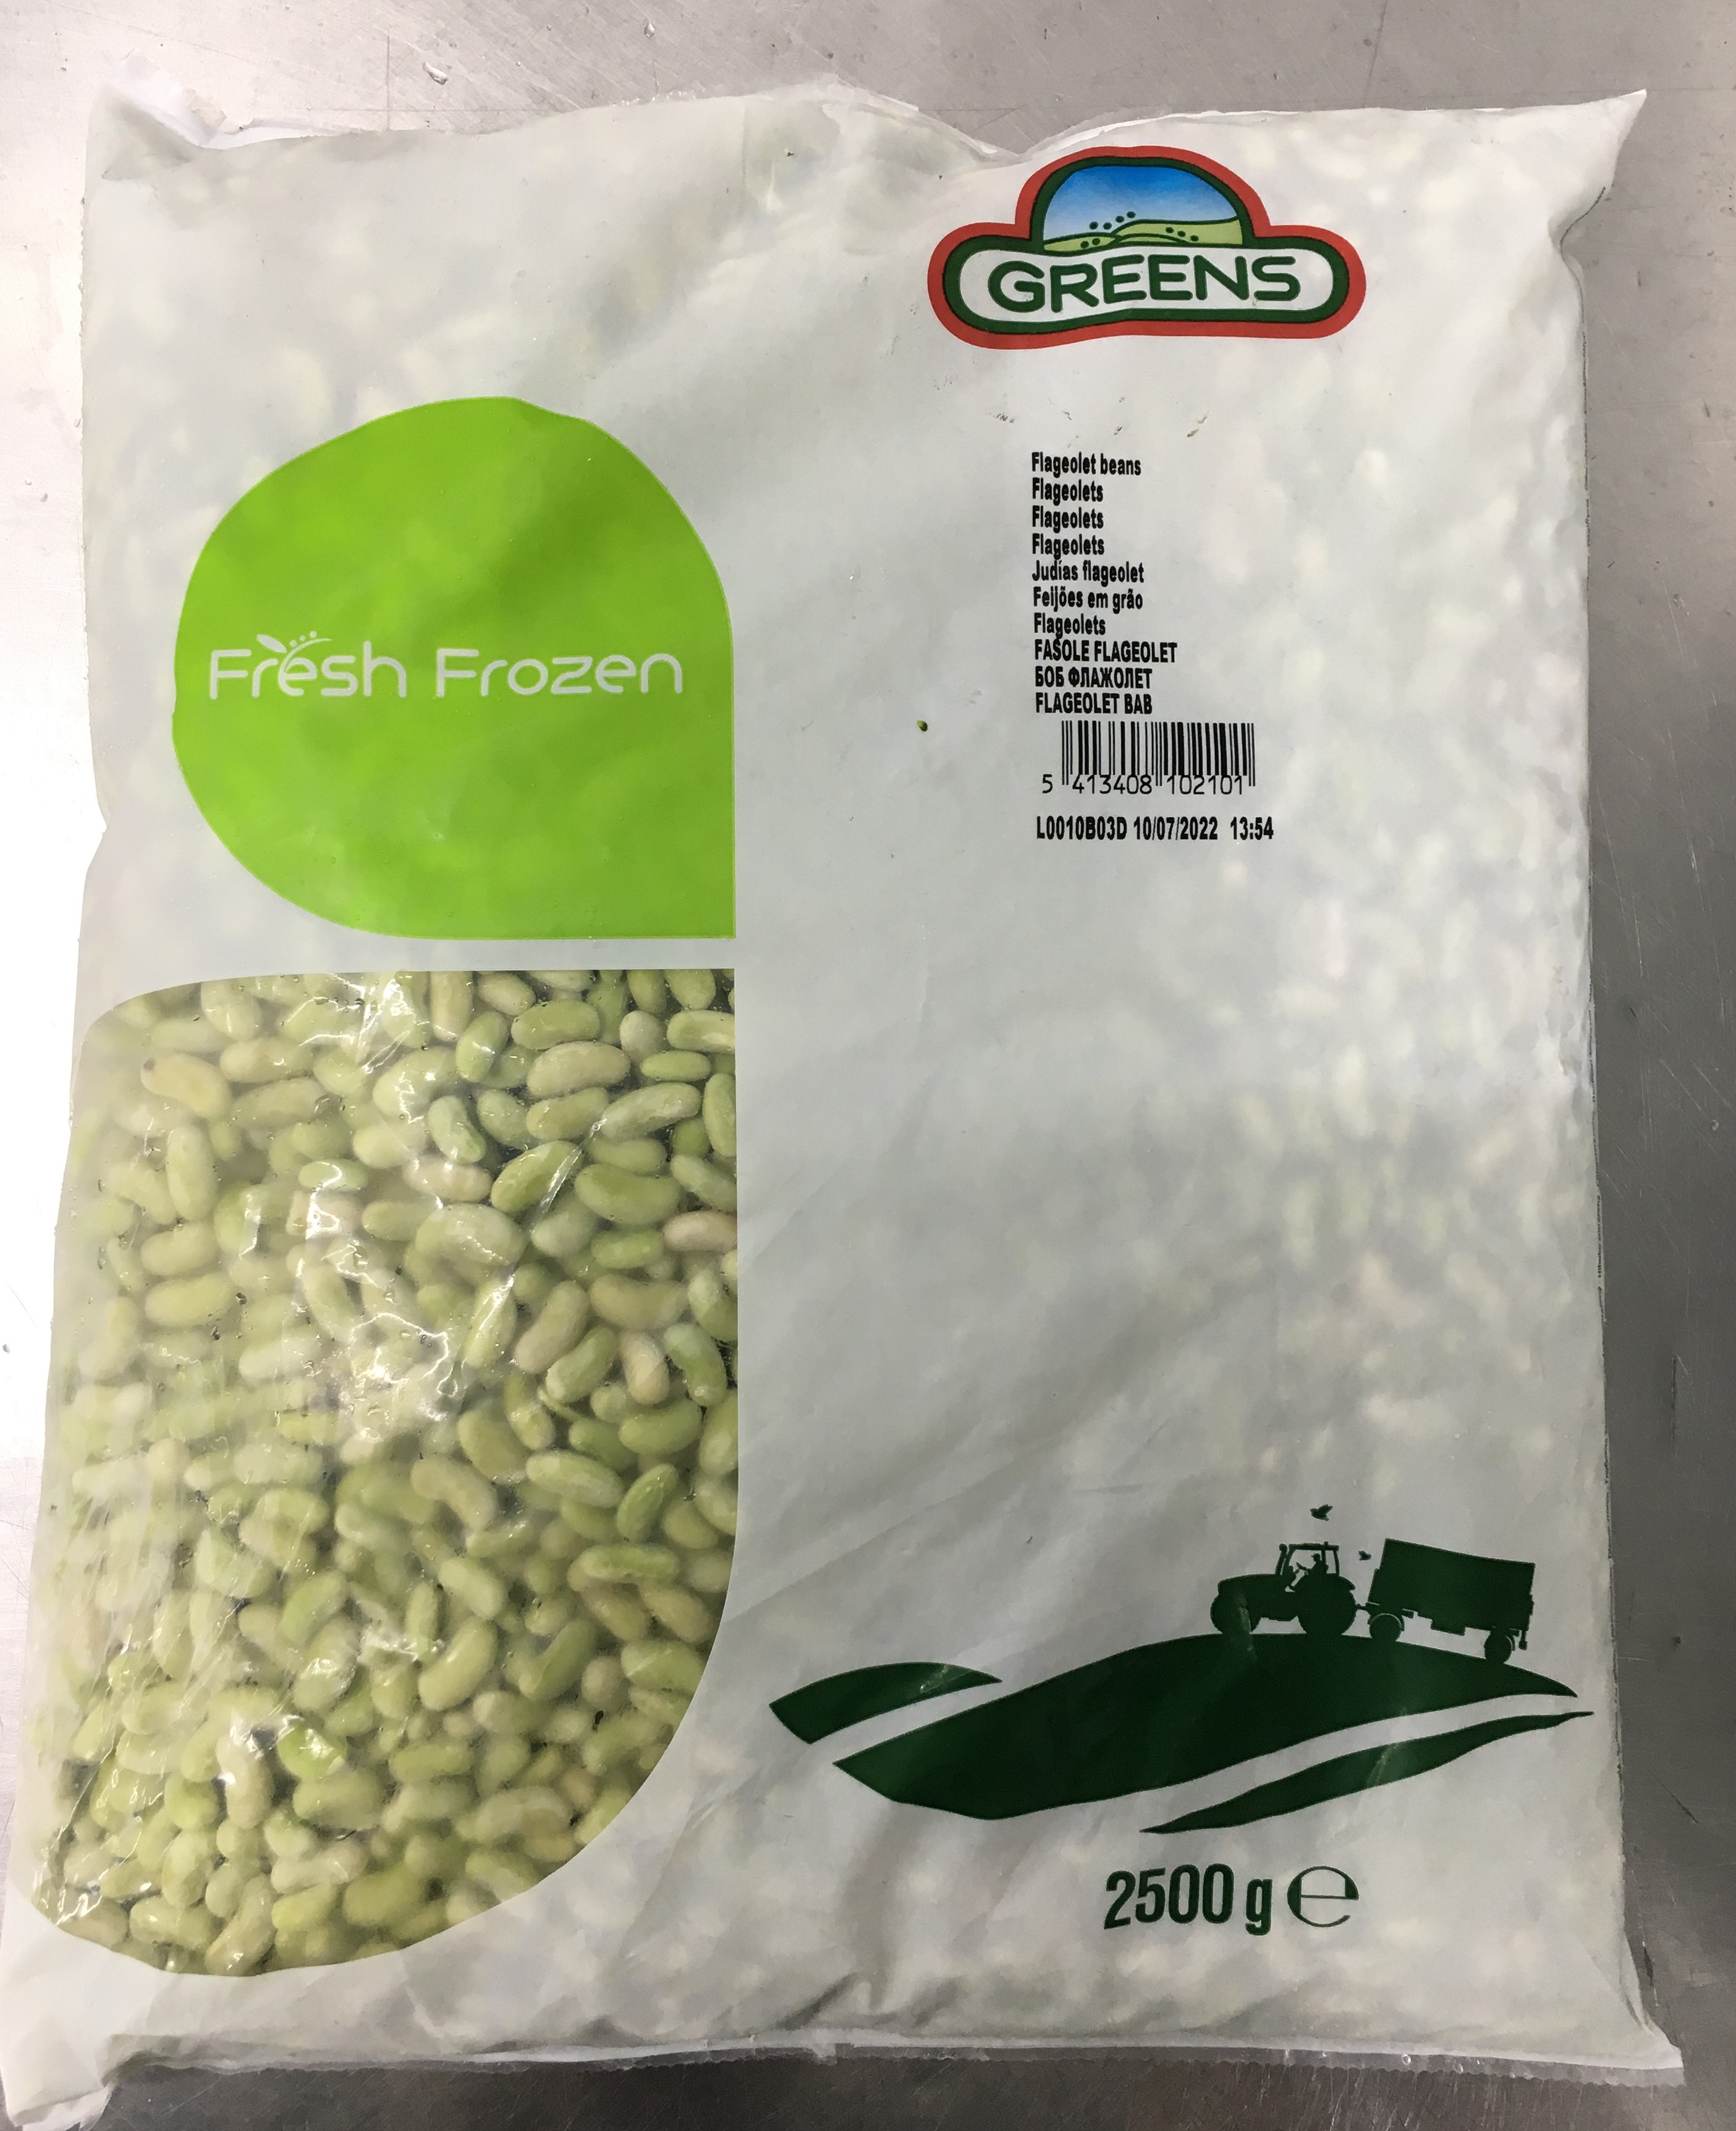 GREENS
Flageolet beans
Flageolets
Flageolets
Flageolets
Judías flageolet
Feijões em grão
Flageolets
FASOLE FLAGEOLET
БОБ ФЛАЖОЛЕТ
FLAGEOLET BAB
5 413408 102101
L0010B03D 10/07/2022 13:54
Fresh Frozen
2500 g e